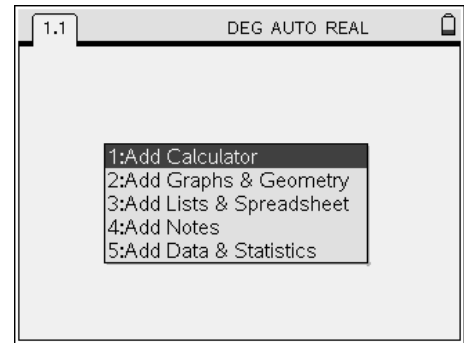 1.1 DEG AUTO REAL
1:Add Calculator
2:Add Graphs & Geometry
3:Add Lists & Spreadsheet
4:Add Notes
5:Add Data & Statistics